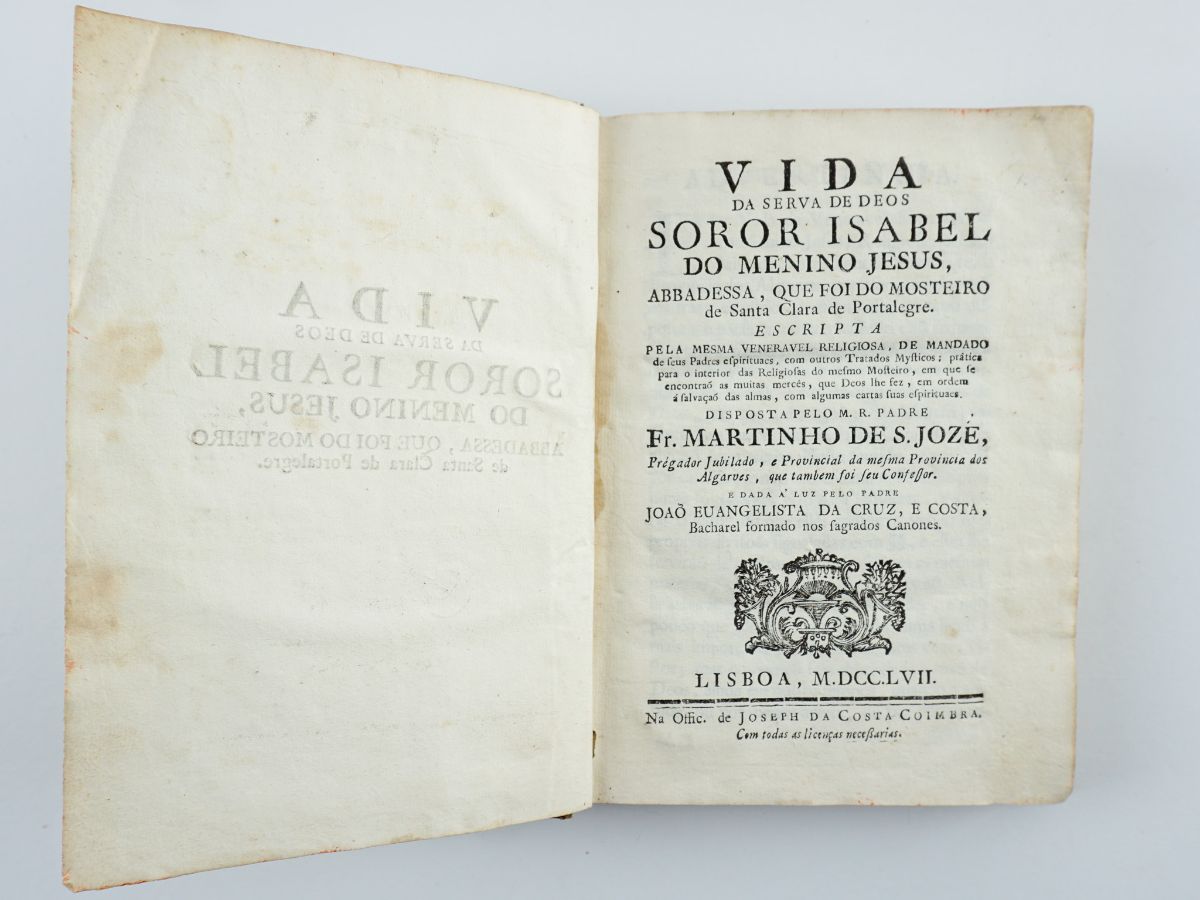 VIDA
DA SERVA DE DEOS
SOROR ISABEL
DO MENINO JESUS,
ABBADESSA, QUE FOI DO MOSTEIRO
de Santa Clara de Portalegre.
ESCRIPTA
PELA MESMA VENERAVEL RELIGIOSA, DE MANDADO
de ſeus Padres eſpirituaes, com outros Tratados Myſticos; prática
para o interior das Religioſas do meſmo Moſteiro, em que ſe
encontraõ as muitas mercês, que Deos lhe fez, em ordem
á ſalvaçaõ das almas, com algumas cartas ſuas eſpirituaes.
DISPOSTA PELO M. R. PADRE
Fr. MARTINHO DE S. JOZÉ,
Prégador Jubilado, e Provincial da meſma Provincia dos
Algarves, que tambem foi ſeu Confeſſor.
E DADA A' LUZ PELO PADRE
JOAÕ EUANGELISTA DA CRUZ, E COSTA,
Bacharel formado nos ſagrados Canones.
LISBOA, M.DCC.LVII.
Na Offic. de JOSEPH DA COSTA COIMBRA.
Com todas as licenças neceſſarias.